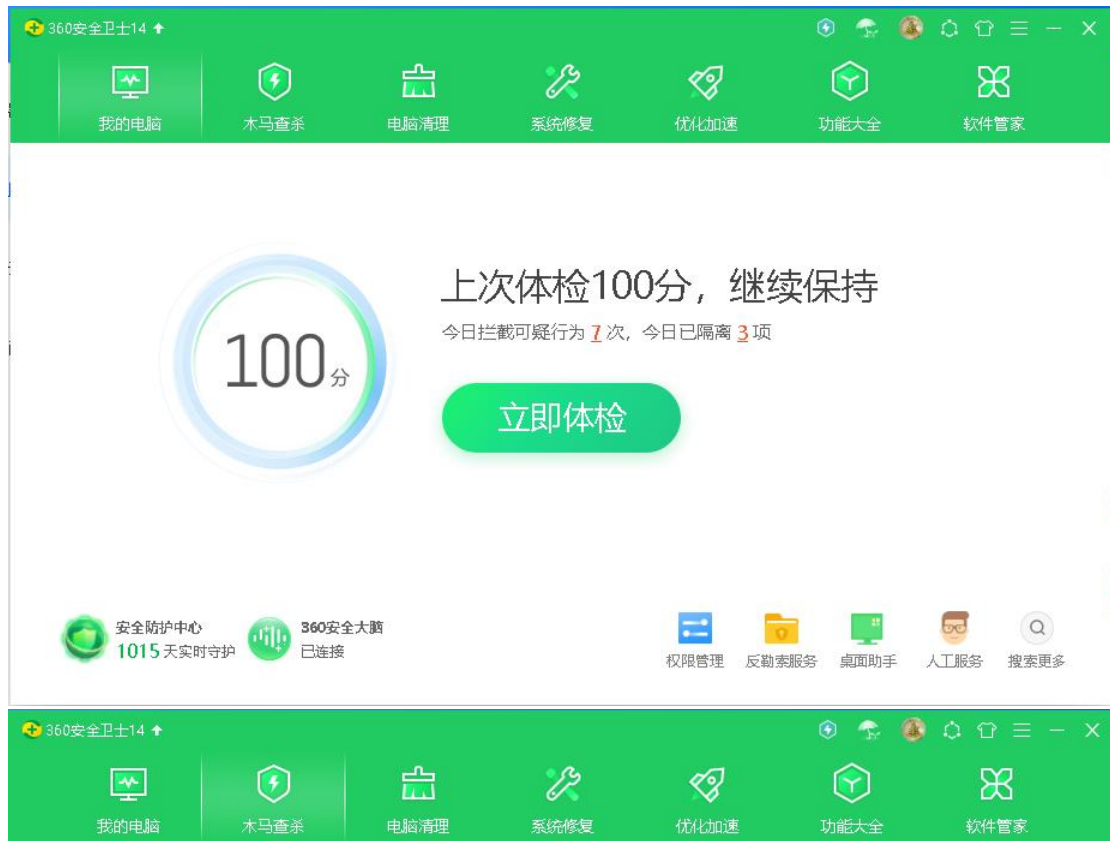 360安全卫士14
我的电脑 木马查杀 电脑清理 系统修复 优化加速 功能大全 软件管家
上次体检100分，继续保持
今日拦截可疑行为 7 次，今日已隔离 3 项
100分
立即体检
安全防护中心
1015 天实时守护
360安全大脑
已连接
权限管理 反勒索服务 桌面助手 人工服务 搜索更多
360安全卫士14
我的电脑 木马查杀 电脑清理 系统修复 优化加速 功能大全 软件管家